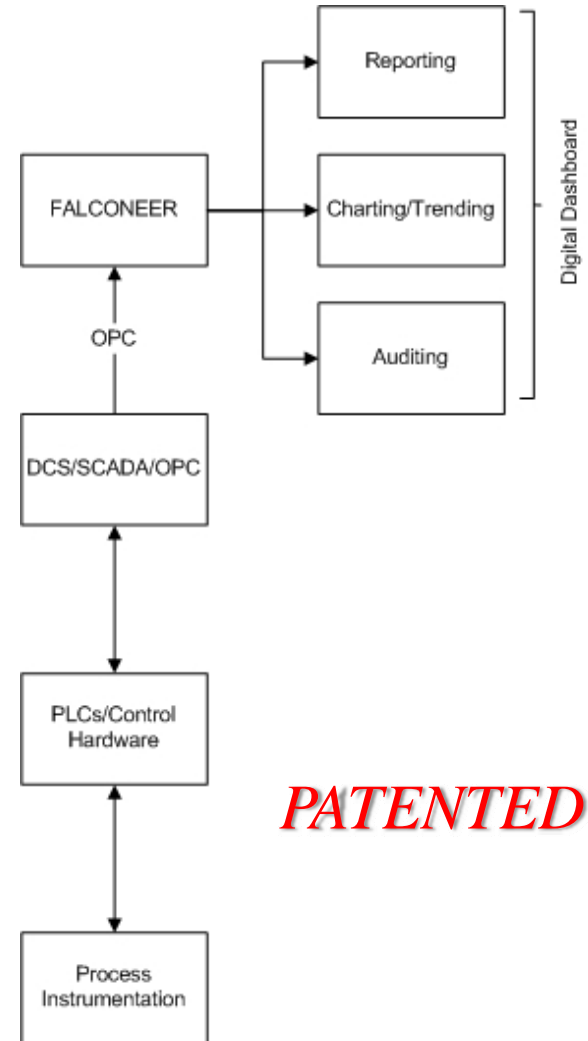 Reporting
Digital Dashboard
FALCONEER
Charting/Trending
OPC
Auditing
DCS/SCADA/OPC
PLCs/Control
Hardware
PATENTED
Process
Instrumentation